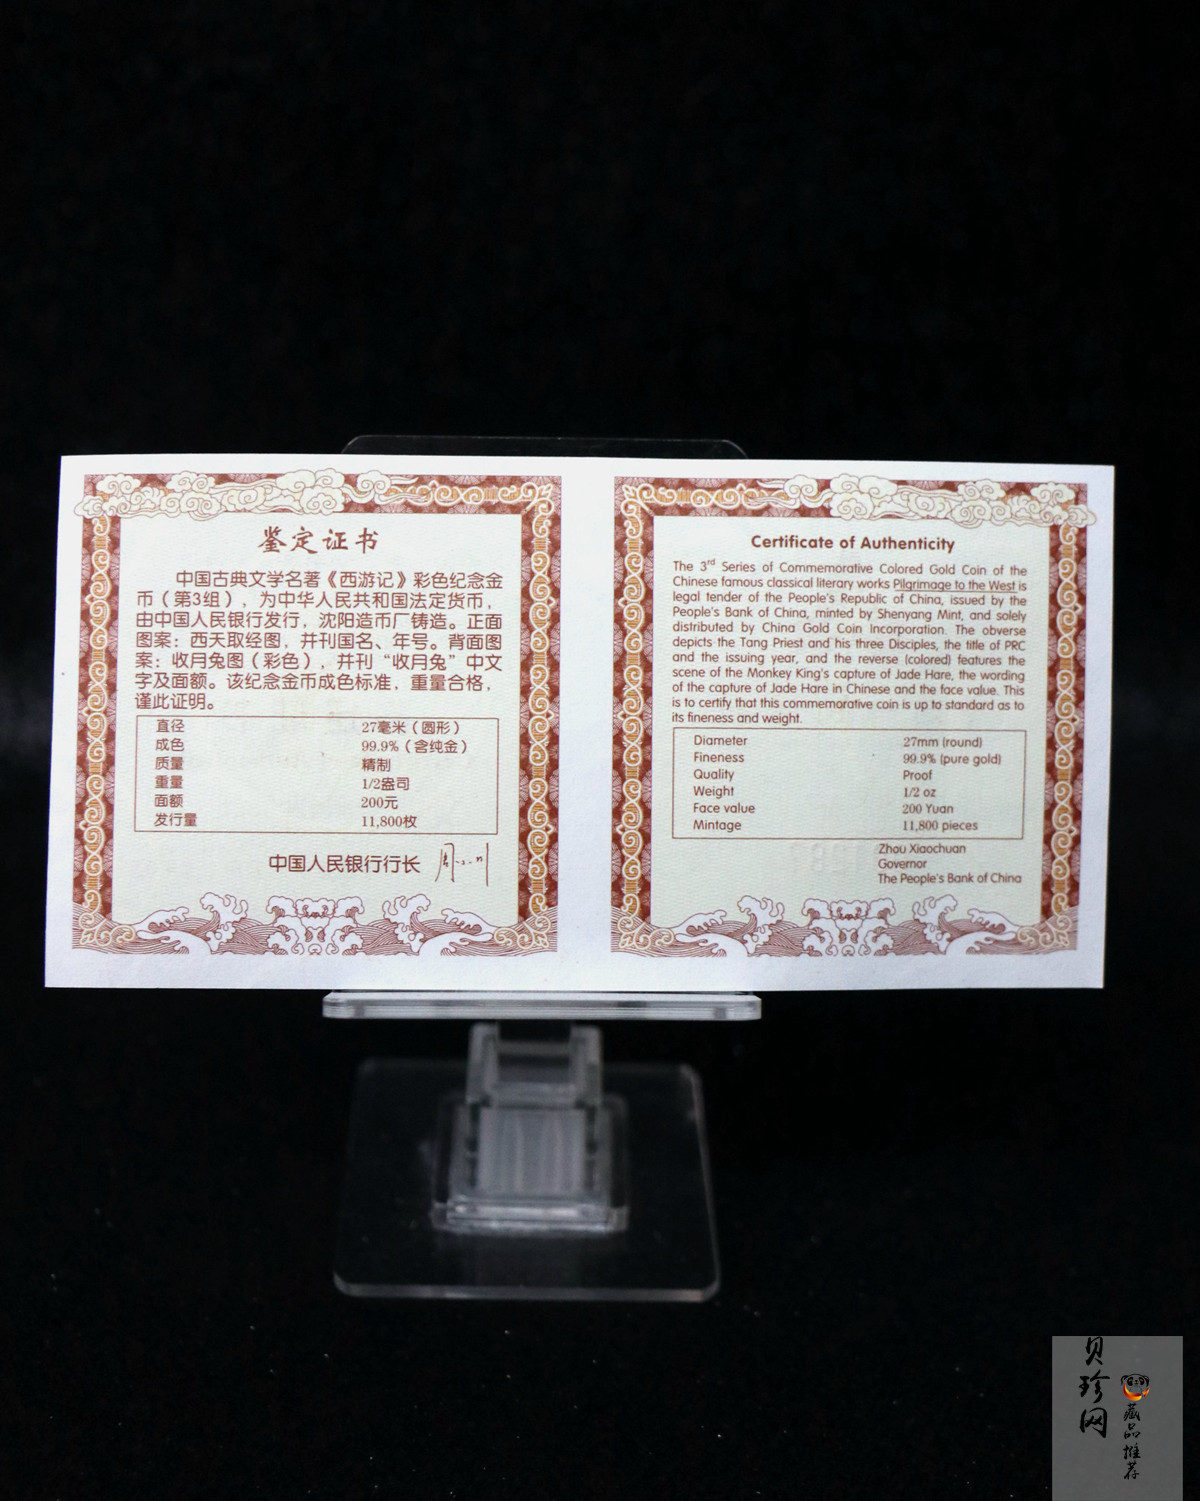 鉴定证书
中国古典文学名著《西游记》彩色纪念金
币（第3组），为中华人民共和国法定货币，
由中国人民银行发行，沈阳造币厂铸造。正面
图案：西天取经图，并刊国名、年号。背面图
案：收月兔图（彩色），并刊“收月兔”中文
字及面额。该纪念金币成色标准，重量合格，
谨此证明。
直径 27毫米（圆形）
成色 99.9%（含纯金）
质量 精制
重量 1/2盎司
面额 200元
发行量 11,800枚
中国人民银行行长
Certificate of Authenticity
The 3rd Series of Commemorative Colored Gold Coin of the
Chinese famous classical literary works Pilgrimage to the West is
legal tender of the People's Republic of China, issued by the
People's Bank of China, minted by Shenyang Mint, and solely
distributed by China Gold Coin Incorporation. The obverse
depicts the Tang Priest and his three Disciples, the title of PRC
and the issuing year, and the reverse (colored) features the
scene of the Monkey King's capture of Jade Hare, the wording
of the capture of Jade Hare in Chinese and the face value. This
is to certify that this commemorative coin is up to standard as to
its fineness and weight.
Diameter 27mm (round)
Fineness 99.9% (pure gold)
Quality Proof
Weight 1/2 oz
Face value 200 Yuan
Mintage 11,800 pieces
Zhou Xiaochuan
Governor
The People's Bank of China
贝珍网
藏品推荐